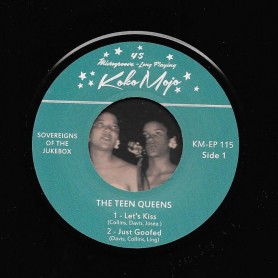 45
Microgroove - Long Playing
Koko Mojo
SOVEREIGNS
OF THE
JUKEBOX
KM-EP 115
Side 1
THE TEEN QUEENS
1 - Let's Kiss
(Collins, Davis, Josea)
2 - Just Goofed
(Davis, Collins, Ling)